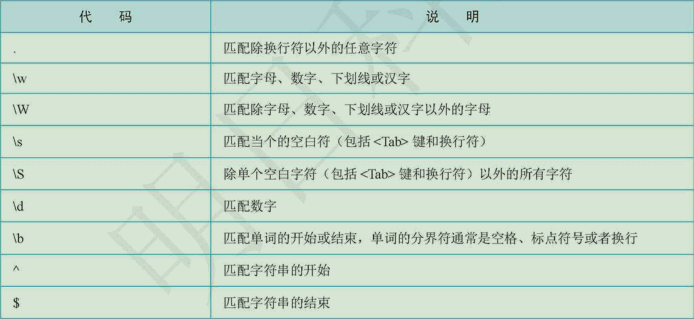 代 码 说 明
. 匹配除换行符以外的任意字符
\w 匹配字母、数字、下划线或汉字
\W 匹配除字母、数字、下划线或汉字以外的字母
\s 匹配当个的空白符（包括<Tab>键和换行符）
\S 除单个空白字符（包括<Tab>键和换行符）以外的所有字符
\d 匹配数字
\b 匹配单词的开始或结束，单词的分界符通常是空格、标点符号或者换行
^ 匹配字符串的开始
$ 匹配字符串的结束
明日科